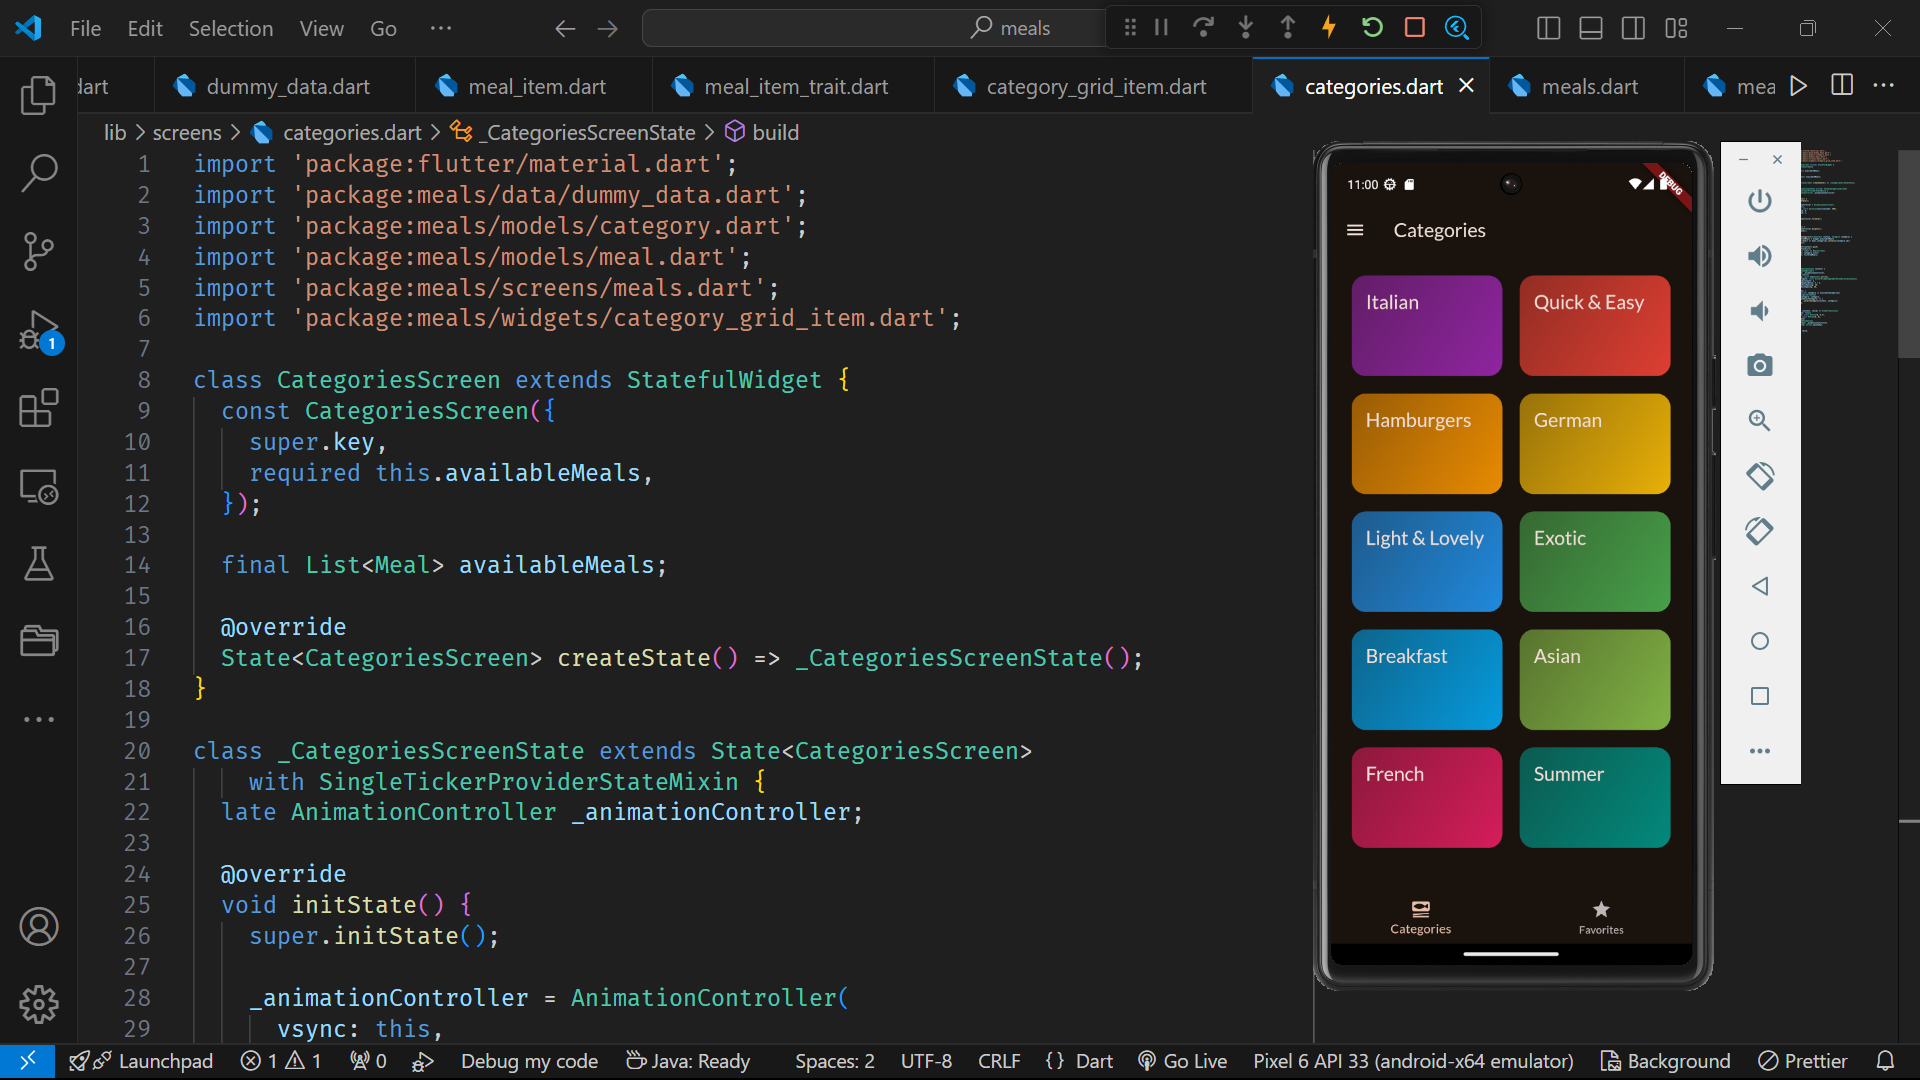 File Edit Selection View Go ··· meals
dart dummy_data.dart meal_item.dart meal_item_trait.dart category_grid_item.dart categories.dart meals.dart mea
lib > screens > categories.dart > _CategoriesScreenState > build
1 import 'package:flutter/material.dart';
2 import 'package:meals/data/dummy_data.dart';
3 import 'package:meals/models/category.dart';
4 import 'package:meals/models/meal.dart';
5 import 'package:meals/screens/meals.dart';
6 import 'package:meals/widgets/category_grid_item.dart';
7
8 class CategoriesScreen extends StatefulWidget {
9 const CategoriesScreen({
10 super.key,
11 required this.availableMeals,
12 });
13
14 final List<Meal> availableMeals;
15
16 @override
17 State<CategoriesScreen> createState() => _CategoriesScreenState();
18 }
19
20 class _CategoriesScreenState extends State<CategoriesScreen>
21 with SingleTickerProviderStateMixin {
22 late AnimationController _animationController;
23
24 @override
25 void initState() {
26 super.initState();
27
28 _animationController = AnimationController(
29 vsync: this,
11:00
DEBUG
Categories
Italian
Quick & Easy
Hamburgers
German
Light & Lovely
Exotic
Breakfast
Asian
French
Summer
Categories
Favorites
1
Launchpad 1 1 0 Debug my code Java: Ready Spaces: 2 UTF-8 CRLF {} Dart Go Live Pixel 6 API 33 (android-x64 emulator) Background Prettier